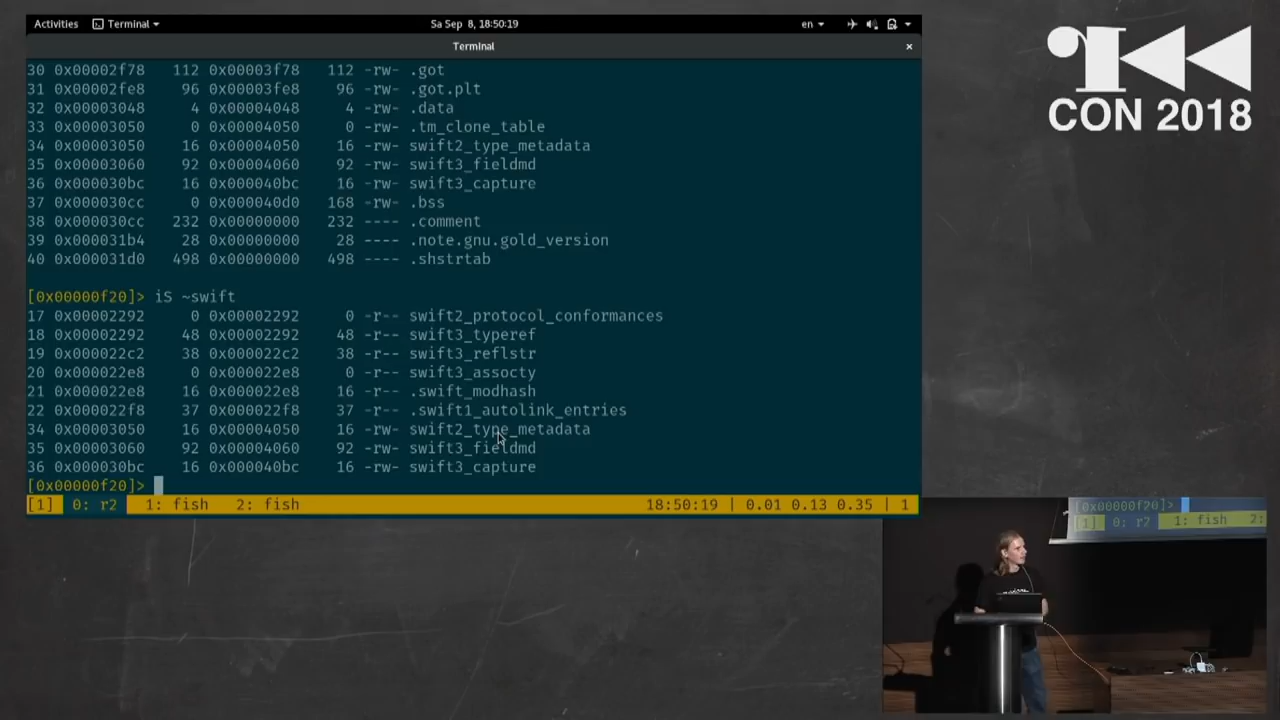 Activities Terminal Sa Sep 8, 18:50:19 en
Terminal ×
30 0x00002f78 112 0x00003f78 112 -rw- .got
31 0x00002fe8 96 0x00003fe8 96 -rw- .got.plt
32 0x00003048 4 0x00004048 4 -rw- .data
33 0x00003050 0 0x00004050 0 -rw- .tm_clone_table
34 0x00003050 16 0x00004050 16 -rw- swift2_type_metadata
35 0x00003060 92 0x00004060 92 -rw- swift3_fieldmd
36 0x000030bc 16 0x000040bc 16 -rw- swift3_capture
37 0x000030cc 0 0x000040d0 168 -rw- .bss
38 0x000030cc 232 0x00000000 232 ---- .comment
39 0x000031b4 28 0x00000000 28 ---- .note.gnu.gold_version
40 0x000031d0 498 0x00000000 498 ---- .shstrtab
[0x00000f20]> iS ~swift
17 0x00002292 0 0x00002292 0 -r-- swift2_protocol_conformances
18 0x00002292 48 0x00002292 48 -r-- swift3_typeref
19 0x000022c2 38 0x000022c2 38 -r-- swift3_reflstr
20 0x000022e8 0 0x000022e8 0 -r-- swift3_assocty
21 0x000022e8 16 0x000022e8 16 -r-- .swift_modhash
22 0x000022f8 37 0x000022f8 37 -r-- .swift1_autolink_entries
34 0x00003050 16 0x00004050 16 -rw- swift2_type_metadata
35 0x00003060 92 0x00004060 92 -rw- swift3_fieldmd
36 0x000030bc 16 0x000040bc 16 -rw- swift3_capture
[0x00000f20]>
[1] 0: r2 1: fish 2: fish 18:50:19 | 0.01 0.13 0.35 | 1
CON 2018
[0x00000f20]>
[1] 0: r2 1: fish 2: